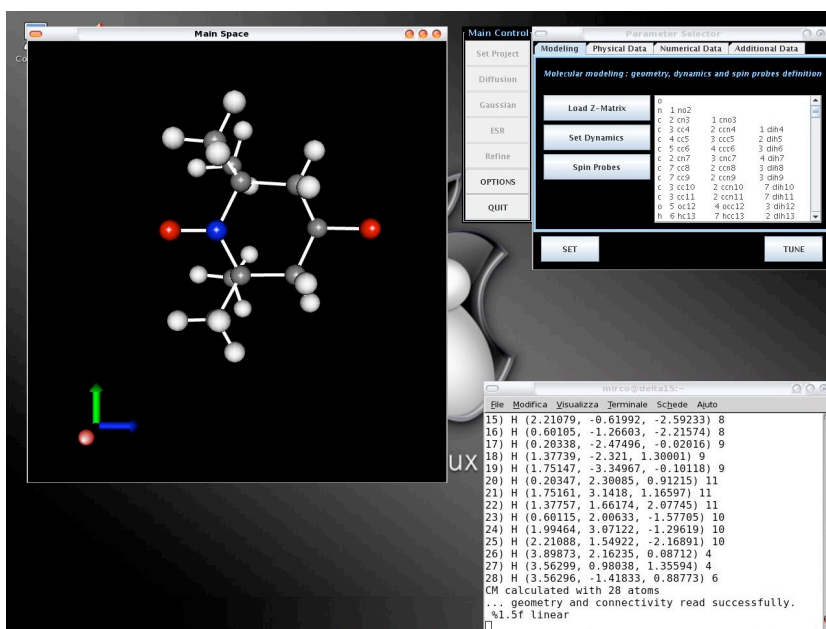 Main Space
Main Control
Set Project
Diffusion
Gaussian
ESR
Refine
OPTIONS
QUIT
Parameter Selector
Modeling Physical Data Numerical Data Additional Data
Molecular modeling : geometry, dynamics and spin probes definition
Load Z-Matrix
Set Dynamics
Spin Probes
o
n 1 no2
c 2 cn3 1 cno3
c 3 cc4 2 ccn4 1 dih4
c 4 cc5 3 ccc5 2 dih5
c 5 cc6 4 ccc6 3 dih6
c 2 cn7 3 cnc7 4 dih7
c 7 cc8 2 ccn8 3 dih8
c 7 cc9 2 ccn9 3 dih9
c 3 cc10 2 ccn10 7 dih10
c 3 cc11 2 ccn11 7 dih11
o 5 oc12 4 occ12 3 dih12
h 6 hc13 7 hcc13 2 dih13
SET TUNE
ux
mirco@delta15:~
File Modifica Visualizza Terminale Schede Aiuto
15) H (2.21079, -0.61992, -2.59233) 8
16) H (0.60105, -1.26603, -2.21574) 8
17) H (0.20338, -2.47496, -0.02016) 9
18) H (1.37739, -2.321, 1.30001) 9
19) H (1.75147, -3.34967, -0.10118) 9
20) H (0.20347, 2.30085, 0.91215) 11
21) H (1.75161, 3.1418, 1.16597) 11
22) H (1.37757, 1.66174, 2.07745) 11
23) H (0.60115, 2.00633, -1.57705) 10
24) H (1.99464, 3.07122, -1.29619) 10
25) H (2.21088, 1.54922, -2.16891) 10
26) H (3.89873, 2.16235, 0.08712) 4
27) H (3.56299, 0.98038, 1.35594) 4
28) H (3.56296, -1.41833, 0.88773) 6
CM calculated with 28 atoms
... geometry and connectivity read successfully.
%1.5f linear